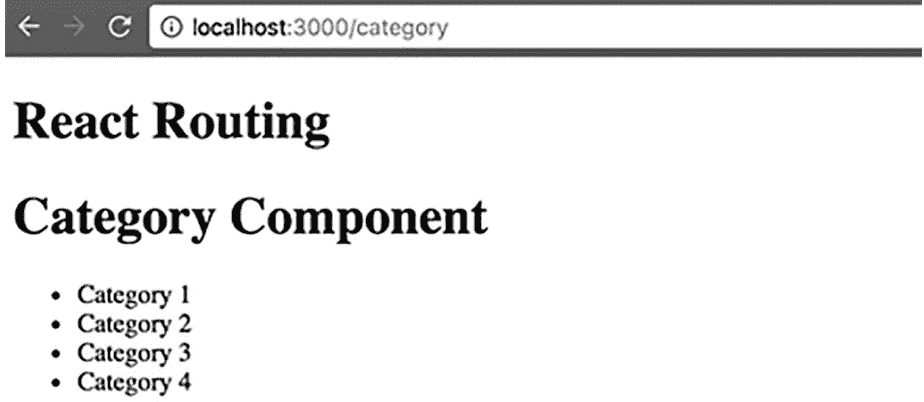 localhost:3000/category
React Routing
Category Component
• Category 1
• Category 2
• Category 3
• Category 4